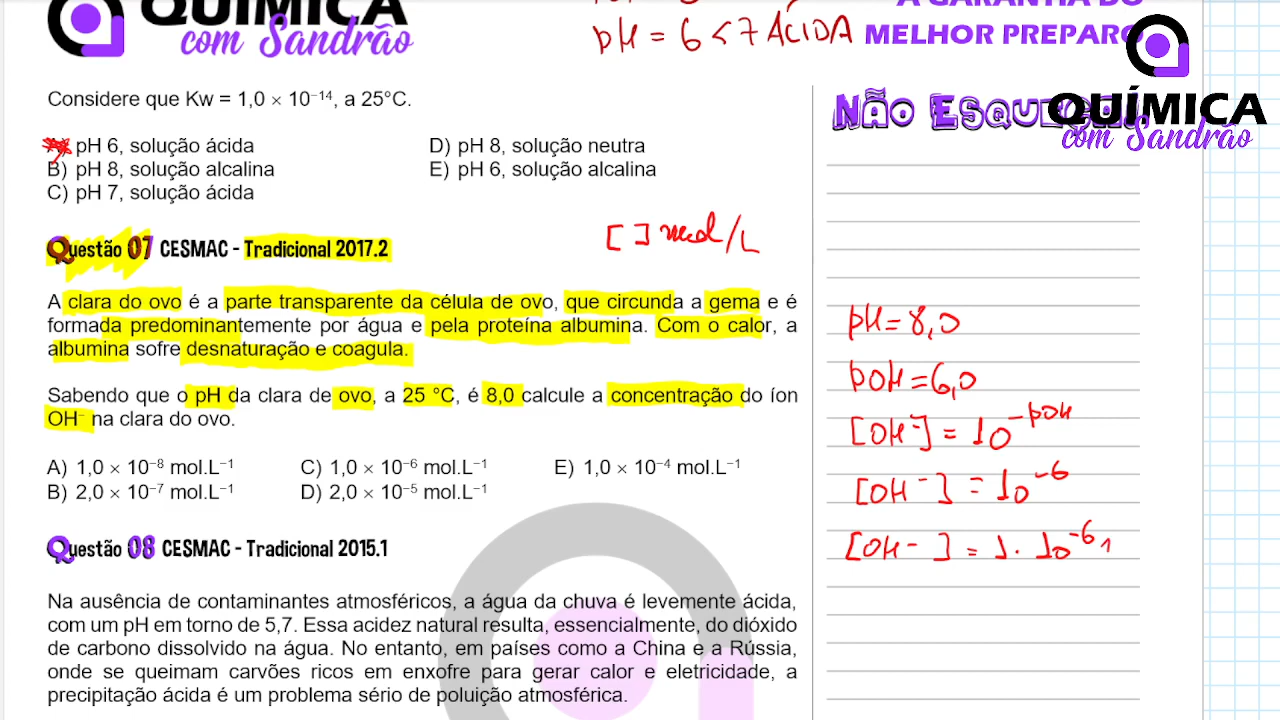 QUÍMICA
com Sandrão
pH = 6 < 7 ÁCIDA
A GARANTIA DO
MELHOR PREPARO
QUÍMICA
com Sandrão
Considere que Kw = 1,0 × 10⁻¹⁴, a 25°C.
pH 6, solução ácida
B) pH 8, solução alcalina
C) pH 7, solução ácida
D) pH 8, solução neutra
E) pH 6, solução alcalina
Questão 07 CESMAC - Tradicional 2017.2
[ ] mol/L
A clara do ovo é a parte transparente da célula de ovo, que circunda a gema e é
formada predominantemente por água e pela proteína albumina. Com o calor, a
albumina sofre desnaturação e coagula.
Sabendo que o pH da clara de ovo, a 25 °C, é 8,0 calcule a concentração do íon
OH⁻ na clara do ovo.
A) 1,0 × 10⁻⁸ mol.L⁻¹
B) 2,0 × 10⁻⁷ mol.L⁻¹
C) 1,0 × 10⁻⁶ mol.L⁻¹
D) 2,0 × 10⁻⁵ mol.L⁻¹
E) 1,0 × 10⁻⁴ mol.L⁻¹
Questão 08 CESMAC - Tradicional 2015.1
Na ausência de contaminantes atmosféricos, a água da chuva é levemente ácida,
com um pH em torno de 5,7. Essa acidez natural resulta, essencialmente, do dióxido
de carbono dissolvido na água. No entanto, em países como a China e a Rússia,
onde se queimam carvões ricos em enxofre para gerar calor e eletricidade, a
precipitação ácida é um problema sério de poluição atmosférica.
Não
pH = 8,0
pOH = 6,0
[OH⁻] = 10⁻ᵖᴼᴴ
[OH⁻] = 10⁻⁶
[OH⁻] = 1 . 10⁻⁶